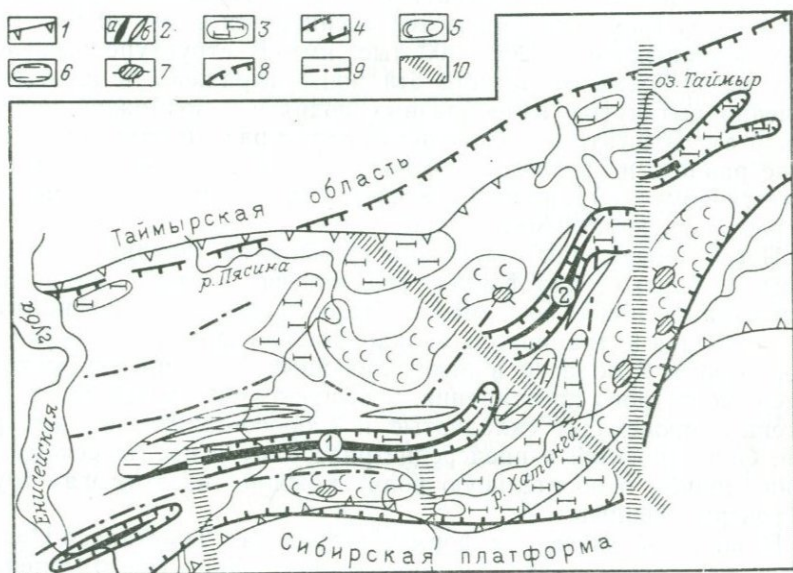 1 а б 2 3 4 5
6 7 8 9 10
оз. Таймыр
Таймырская область
р. Пясина
Енисейская губа
2
1
р. Хатанга
Сибирская платформа